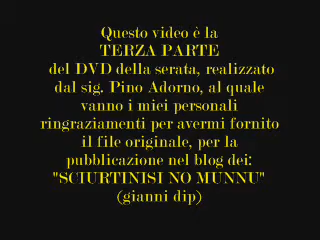 Questo video è la
TERZA PARTE
del DVD della serata, realizzato
dal sig. Pino Adorno, al quale
vanno i miei personali
ringraziamenti per avermi fornito
il file originale, per la
pubblicazione nel blog dei:
"SCIURTINISI NO MUNNU"
(gianni dip)